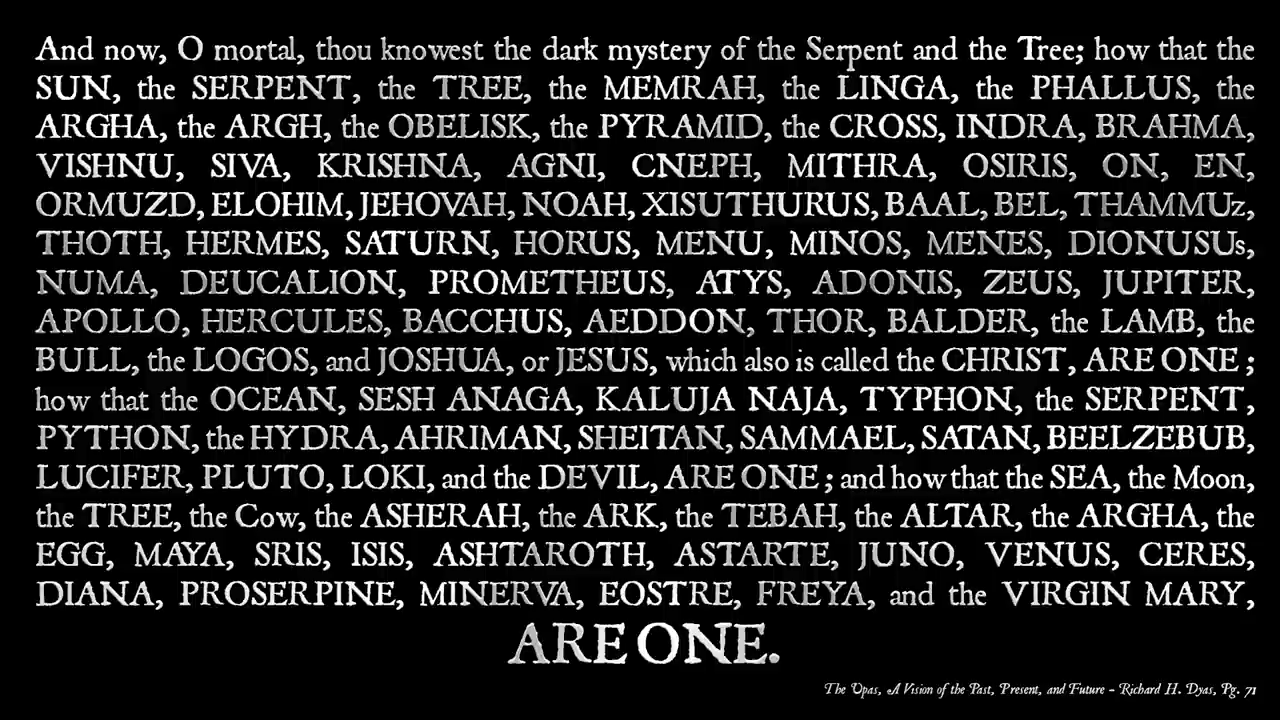 And now, O mortal, thou knowest the dark mystery of the Serpent and the Tree; how that the
SUN, the SERPENT, the TREE, the MEMRAH, the LINGA, the PHALLUS, the
ARGHA, the ARGH, the OBELISK, the PYRAMID, the CROSS, INDRA, BRAHMA,
VISHNU, SIVA, KRISHNA, AGNI, CNEPH, MITHRA, OSIRIS, ON, EN,
ORMUZD, ELOHIM, JEHOVAH, NOAH, XISUTHURUS, BAAL, BEL, THAMMUz,
THOTH, HERMES, SATURN, HORUS, MENU, MINOS, MENES, DIONUSUs,
NUMA, DEUCALION, PROMETHEUS, ATYS, ADONIS, ZEUS, JUPITER,
APOLLO, HERCULES, BACCHUS, AEDDON, THOR, BALDER, the LAMB, the
BULL, the LOGOS, and JOSHUA, or JESUS, which also is called the CHRIST, ARE ONE;
how that the OCEAN, SESH ANAGA, KALUJA NAJA, TYPHON, the SERPENT,
PYTHON, the HYDRA, AHRIMAN, SHEITAN, SAMMAEL, SATAN, BEELZEBUB,
LUCIFER, PLUTO, LOKI, and the DEVIL, ARE ONE; and how that the SEA, the Moon,
the TREE, the Cow, the ASHERAH, the ARK, the TEBAH, the ALTAR, the ARGHA, the
EGG, MAYA, SRIS, ISIS, ASHTAROTH, ASTARTE, JUNO, VENUS, CERES,
DIANA, PROSERPINE, MINERVA, EOSTRE, FREYA, and the VIRGIN MARY,
ARE ONE.
The Upas, A Vision of the Past, Present, and Future - Richard H. Dyas, Pg. 71